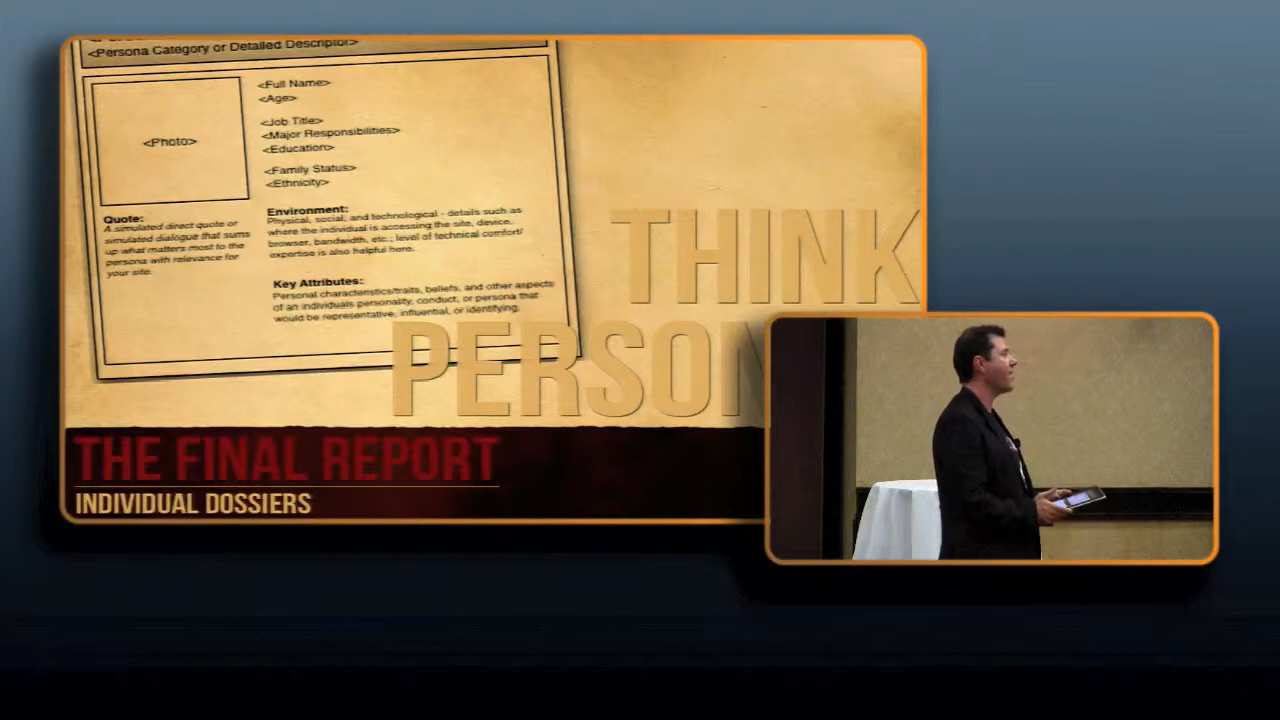 <Persona Category or Detailed Descriptor>
<Photo>
<Full Name>
<Age>
<Job Title>
<Major Responsibilities>
<Education>
<Family Status>
<Ethnicity>
Quote:
A simulated direct quote or
simulated dialogue that sums
up what matters most to the
persona with relevance for
your site.
Environment:
Physical, social, and technological - details such as
where the individual is accessing the site, device,
browser, bandwidth, etc.; level of technical comfort/
expertise is also helpful here.
Key Attributes:
Personal characteristics/traits, beliefs, and other aspects
of an individuals personality, conduct, or persona that
would be representative, influential, or identifying.
THINK
PERSON
THE FINAL REPORT
INDIVIDUAL DOSSIERS